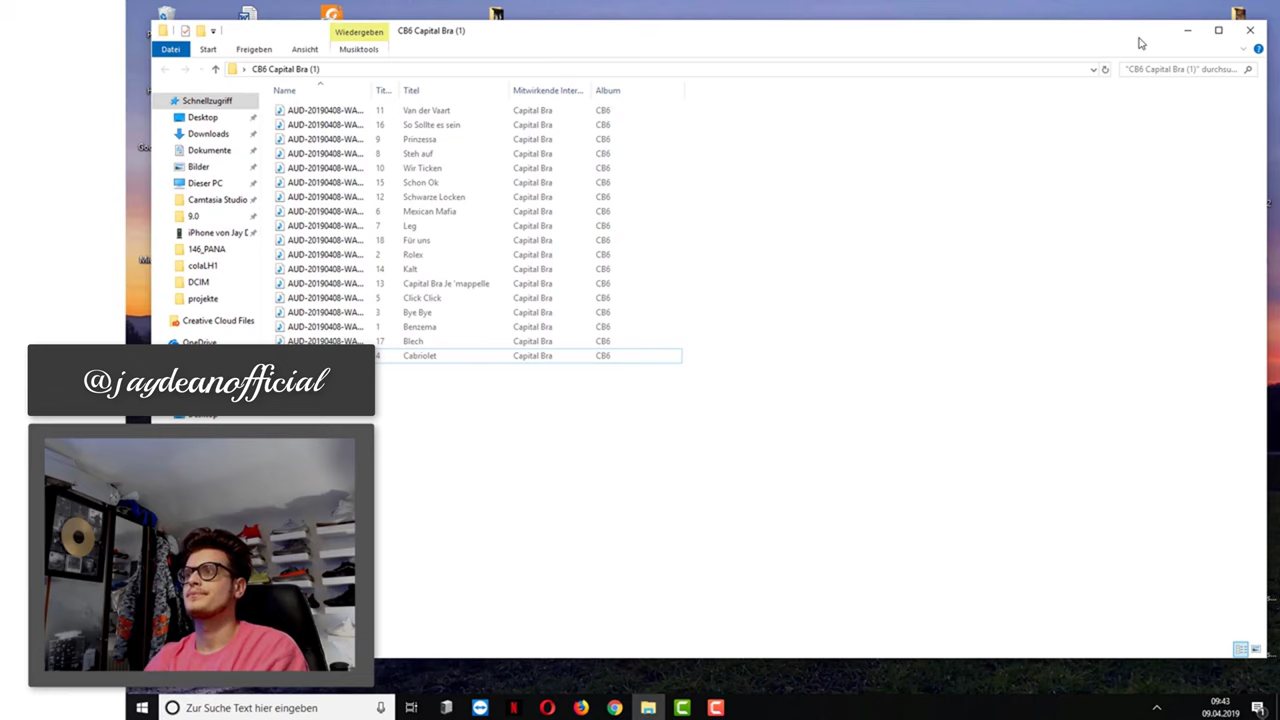 Wiedergeben CB6 Capital Bra (1)
Datei Start Freigeben Ansicht Musiktools
CB6 Capital Bra (1) "CB6 Capital Bra (1)" durchsu...
Name Tit... Titel Mitwirkende Inter... Album
Schnellzugriff
Desktop
Downloads
Dokumente
Bilder
Dieser PC
Camtasia Studio
9.0
iPhone von Jay D
146_PANA
colaLH1
DCIM
projekte
Creative Cloud Files
OneDrive
AUD-20190408-WA... 11 Van der Vaart Capital Bra CB6
AUD-20190408-WA... 16 So Sollte es sein Capital Bra CB6
AUD-20190408-WA... 9 Prinzessa Capital Bra CB6
AUD-20190408-WA... 8 Steh auf Capital Bra CB6
AUD-20190408-WA... 10 Wir Ticken Capital Bra CB6
AUD-20190408-WA... 15 Schon Ok Capital Bra CB6
AUD-20190408-WA... 12 Schwarze Locken Capital Bra CB6
AUD-20190408-WA... 6 Mexican Mafia Capital Bra CB6
AUD-20190408-WA... 7 Leg Capital Bra CB6
AUD-20190408-WA... 18 Für uns Capital Bra CB6
AUD-20190408-WA... 2 Rolex Capital Bra CB6
AUD-20190408-WA... 14 Kalt Capital Bra CB6
AUD-20190408-WA... 13 Capital Bra Je 'mappelle Capital Bra CB6
AUD-20190408-WA... 5 Click Click Capital Bra CB6
AUD-20190408-WA... 3 Bye Bye Capital Bra CB6
AUD-20190408-WA... 1 Benzema Capital Bra CB6
AUD-20190408-WA... 17 Blech Capital Bra CB6
4 Cabriolet Capital Bra CB6
@jaydeanofficial
Zur Suche Text hier eingeben
09:43
09.04.2019